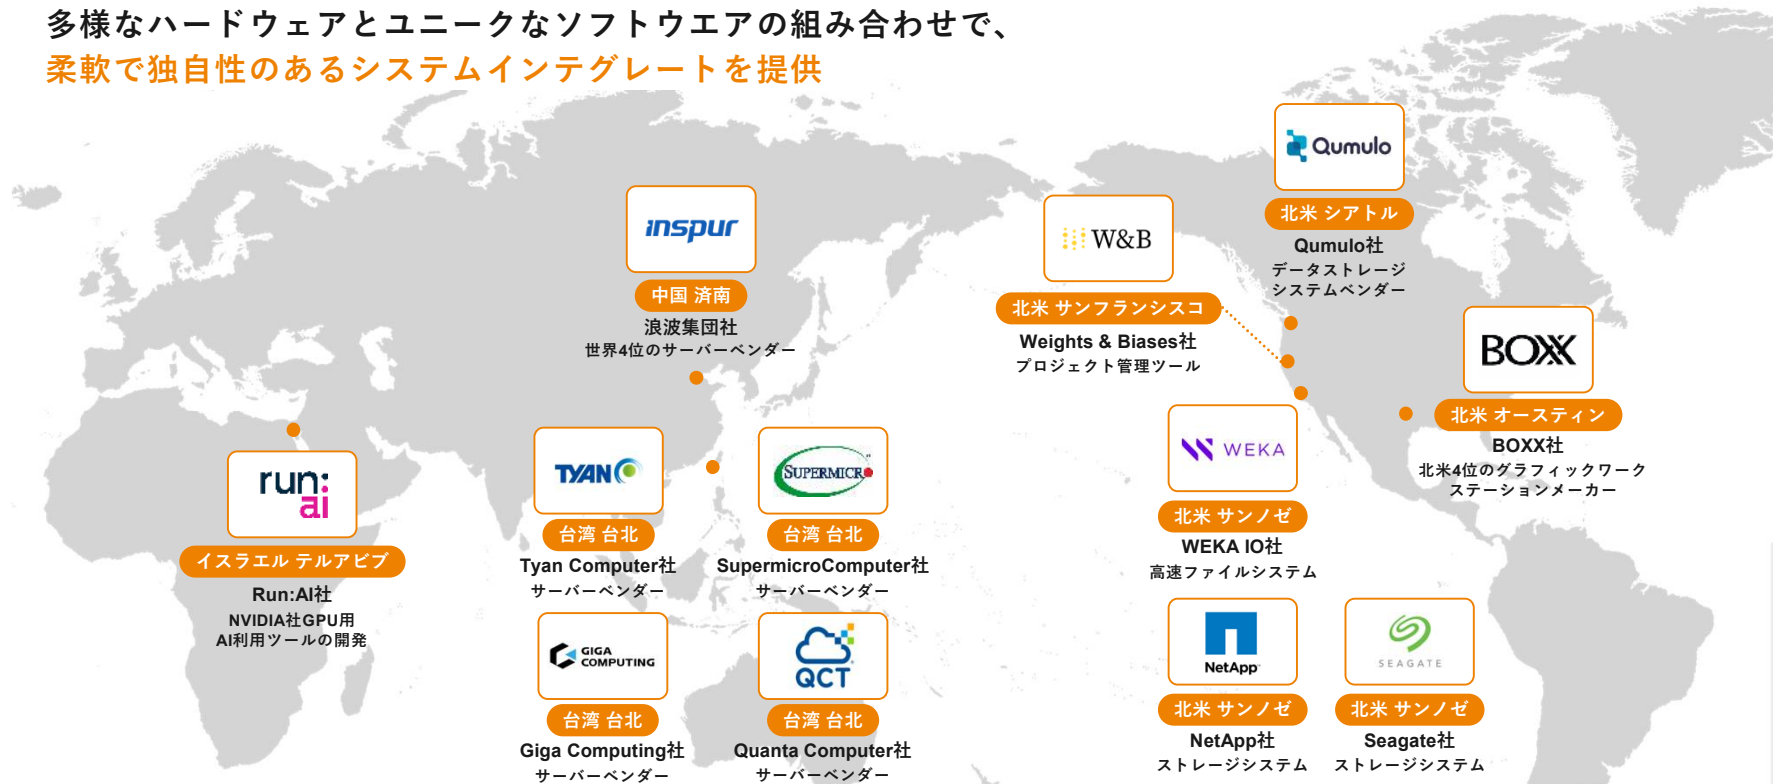 多様なハードウェアとユニークなソフトウエアの組み合わせで、
柔軟で独自性のあるシステムインテグレートを提供
Qumulo
北米 シアトル
Qumulo社
データストレージ
システムベンダー
inspur
中国 済南
浪波集団社
世界4位のサーバーベンダー
W&B
北米 サンフランシスコ
Weights & Biases社
プロジェクト管理ツール
BOXX
北米 オースティン
BOXX社
北米4位のグラフィックワーク
ステーションメーカー
run:
ai
イスラエル テルアビブ
Run:AI社
NVIDIA社GPU用
AI利用ツールの開発
TYAN
台湾 台北
Tyan Computer社
サーバーベンダー
SUPERMICR
台湾 台北
SupermicroComputer社
サーバーベンダー
WEKA
北米 サンノゼ
WEKA IO社
高速ファイルシステム
GIGA
COMPUTING
台湾 台北
Giga Computing社
サーバーベンダー
QCT
台湾 台北
Quanta Computer社
サーバーベンダー
NetApp
北米 サンノゼ
NetApp社
ストレージシステム
SEAGATE
北米 サンノゼ
Seagate社
ストレージシステム